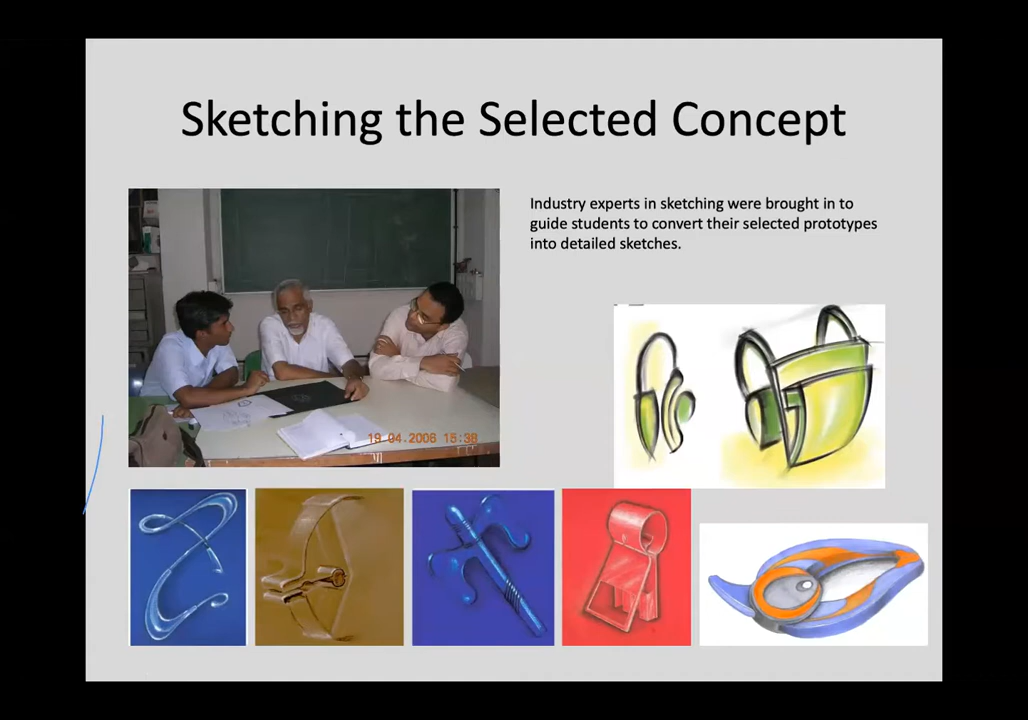 Sketching the Selected Concept
Industry experts in sketching were brought in to
guide students to convert their selected prototypes
into detailed sketches.
19 04.2006 15:38